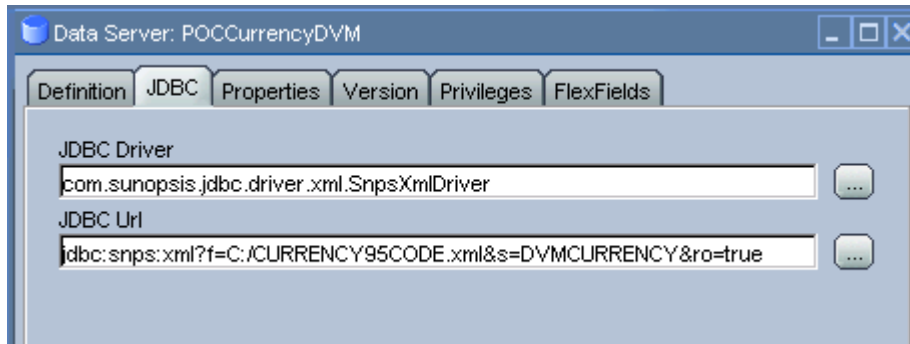 Data Server: POCCurrencyDVM
Definition JDBC Properties Version Privileges FlexFields
JDBC Driver
com.sunopsis.jdbc.driver.xml.SnpsXmlDriver
...
JDBC Url
jdbc:snps:xml?f=C:/CURRENCY95CODE.xml&s=DVMCURRENCY&ro=true
...